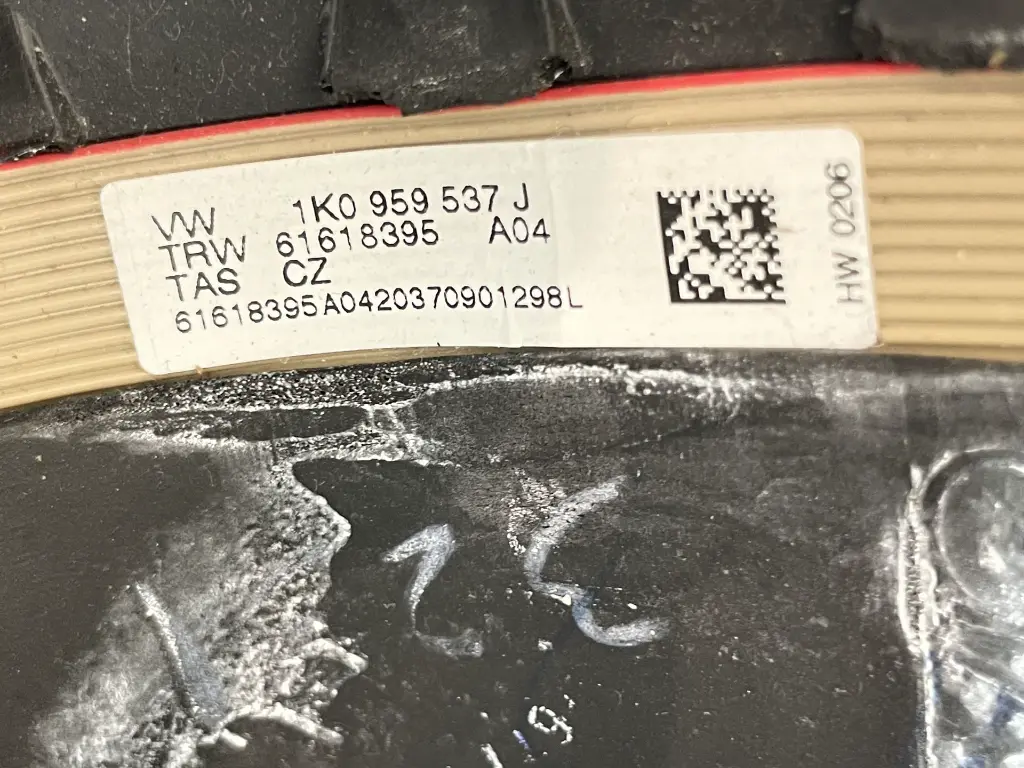 VW 1K0 959 537 J
TRW 61618395 A04
TAS CZ
61618395A0420370901298L
HW 0206